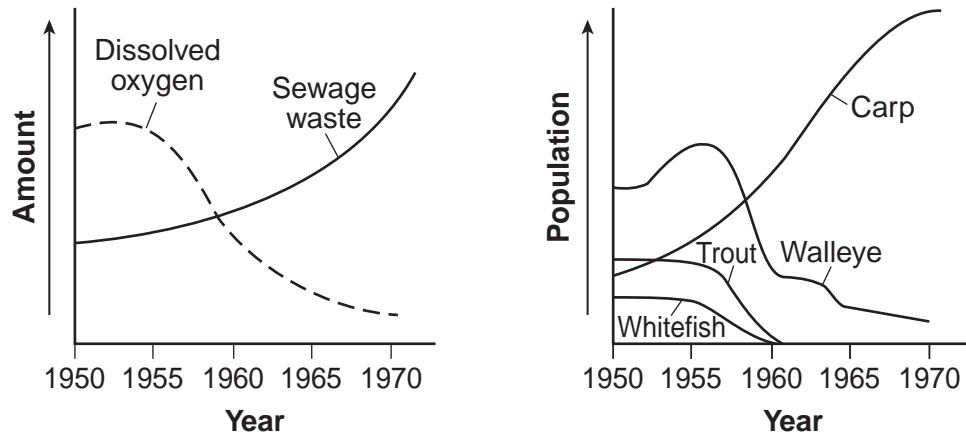 Dissolved
oxygen
Sewage
waste
Amount
1950 1955 1960 1965 1970
Year
Carp
Population
Trout
Walleye
Whitefish
1950 1955 1960 1965 1970
Year